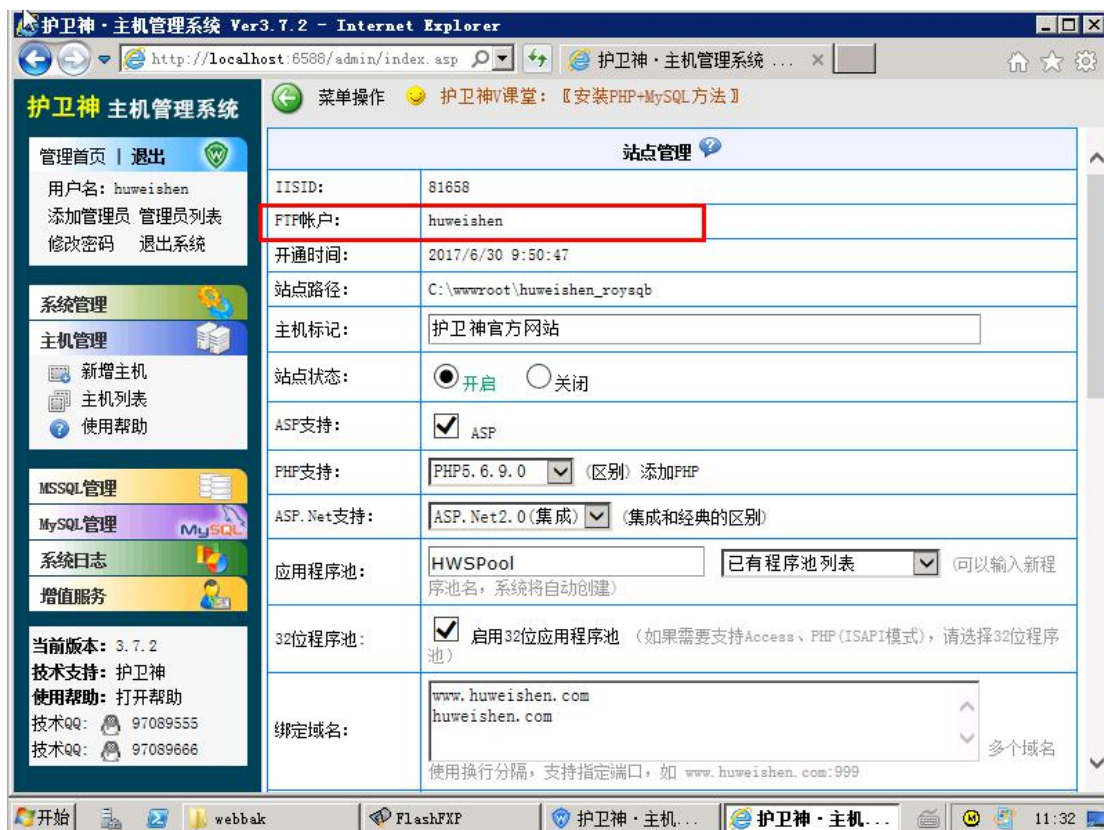 护卫神·主机管理系统 Ver3.7.2 - Internet Explorer
http://localhost:6588/admin/index.asp
护卫神·主机管理系统 ...
护卫神 主机管理系统
菜单操作 护卫神V课堂:〖安装PHP+MySQL方法〗
管理首页 | 退出
用户名: huweishen
添加管理员 管理员列表
修改密码 退出系统
系统管理
主机管理
新增主机
主机列表
使用帮助
MSSQL管理
MySQL管理 MySQL
系统日志
增值服务
当前版本: 3.7.2
技术支持: 护卫神
使用帮助: 打开帮助
技术QQ: 97089555
技术QQ: 97089666
站点管理
IISID: 81658
FTP帐户: huweishen
开通时间: 2017/6/30 9:50:47
站点路径: C:\wwwroot\huweishen_roysqb
主机标记: 护卫神官方网站
站点状态: 开启 关闭
ASP支持: ASP
PHP支持: PHP5.6.9.0 (区别) 添加PHP
ASP.Net支持: ASP.Net2.0(集成) (集成和经典的区别)
应用程序池: HWSPool 已有程序池列表 (可以输入新程
序池名,系统将自动创建)
32位程序池: 启用32位应用程序池 (如果需要支持Access、PHP(ISAPI模式),请选择32位程序
池)
绑定域名: www.huweishen.com
huweishen.com
多个域名
使用换行分隔,支持指定端口,如 www.huweishen.com:999
开始 webbak FlashFXP 护卫神·主机... 护卫神·主机... 11:32